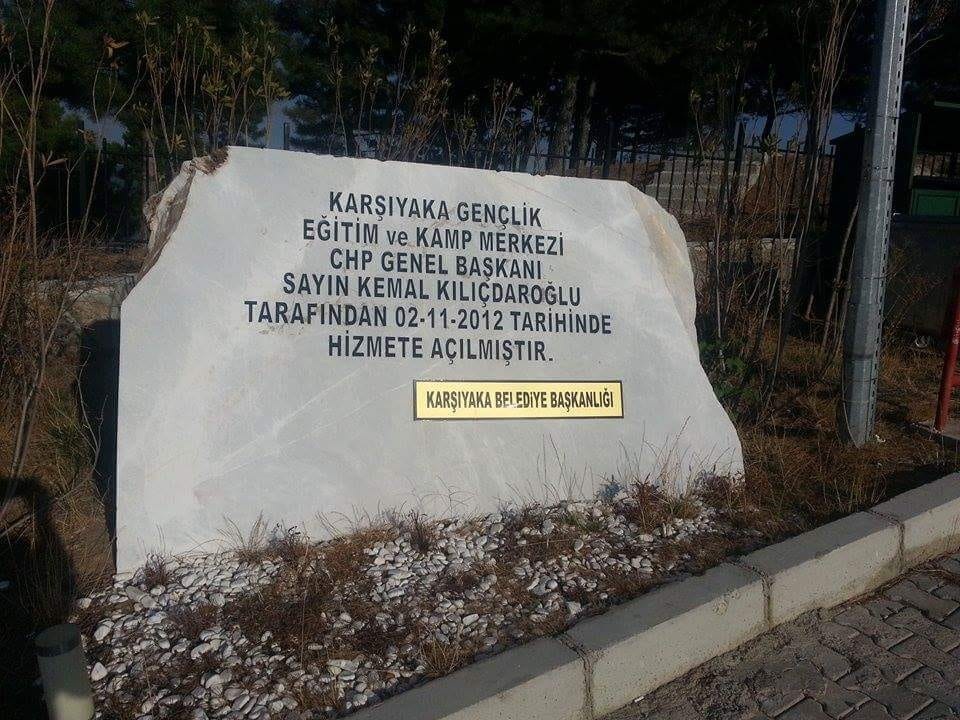 KARŞIYAKA GENÇLİK
EĞİTİM ve KAMP MERKEZİ
CHP GENEL BAŞKANI
SAYIN KEMAL KILIÇDAROĞLU
TARAFINDAN 02-11-2012 TARİHİNDE
HİZMETE AÇILMIŞTIR.
KARŞIYAKA BELEDİYE BAŞKANLIĞI